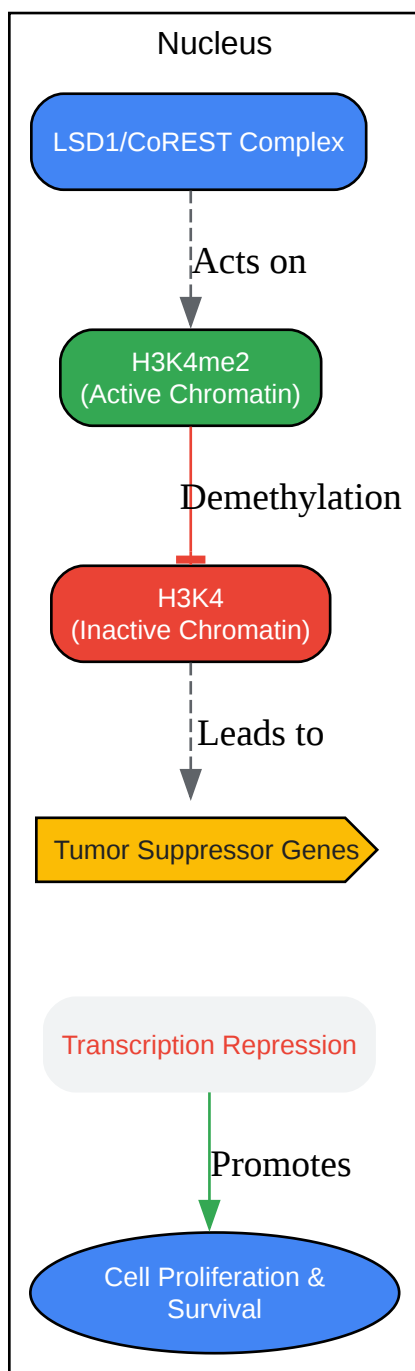 Nucleus
LSD1/CoREST Complex
Acts on
H3K4me2
(Active Chromatin)
Demethylation
H3K4
(Inactive Chromatin)
Leads to
Tumor Suppressor Genes
Transcription Repression
Promotes
Cell Proliferation &
Survival